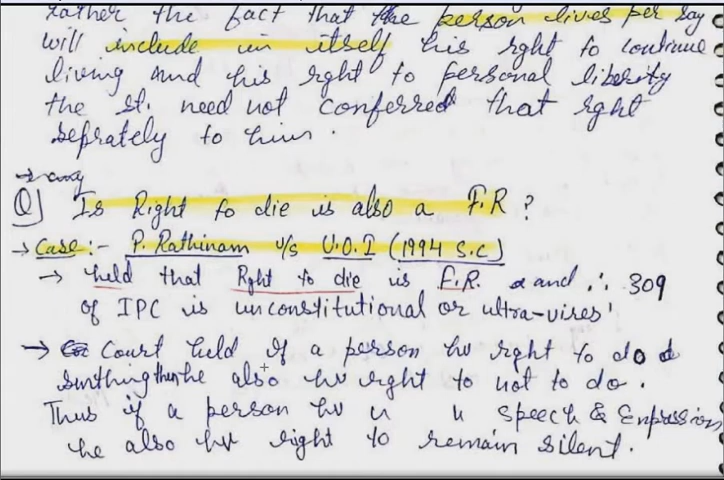 rather the fact that the person lives per say
will include in itself his right to continue
living and his right to personal liberty
the st. need not conferred that right
seprately to him.
Q] Is Right to die is also a F.R ?
→ Case :- P. Rathinam v/s U.O.I (1994 S.C)
→ held that Right to die is F.R. and ∴ 309
of IPC is unconstitutional or ultra-vires'
→ Court held if a person hv right to do
smthing then he also hv right to not to do.
Thus if a person hv u u speech & Expression
he also hv right to remain silent.